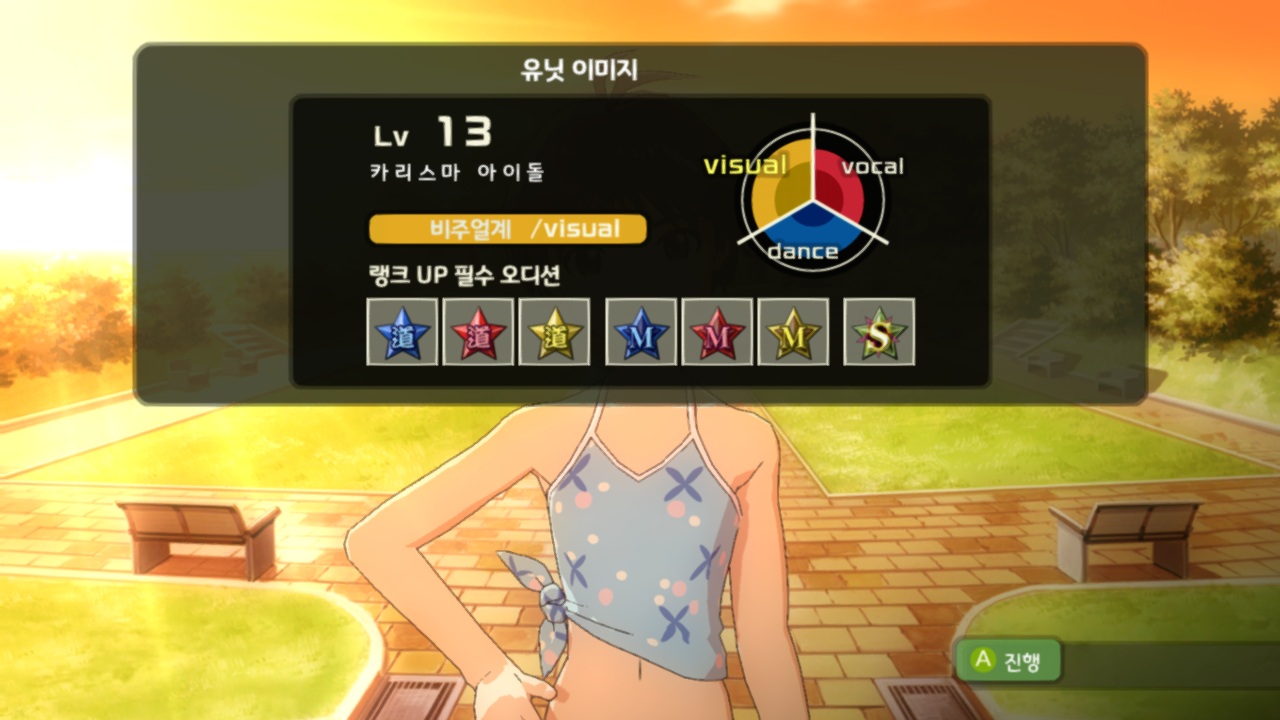 유닛 이미지
Lv 13
카리스마 아이돌
visual
vocal
dance
비주얼계 /visual
랭크 UP 필수 오디션
道 道 道 M M M S
A 진행